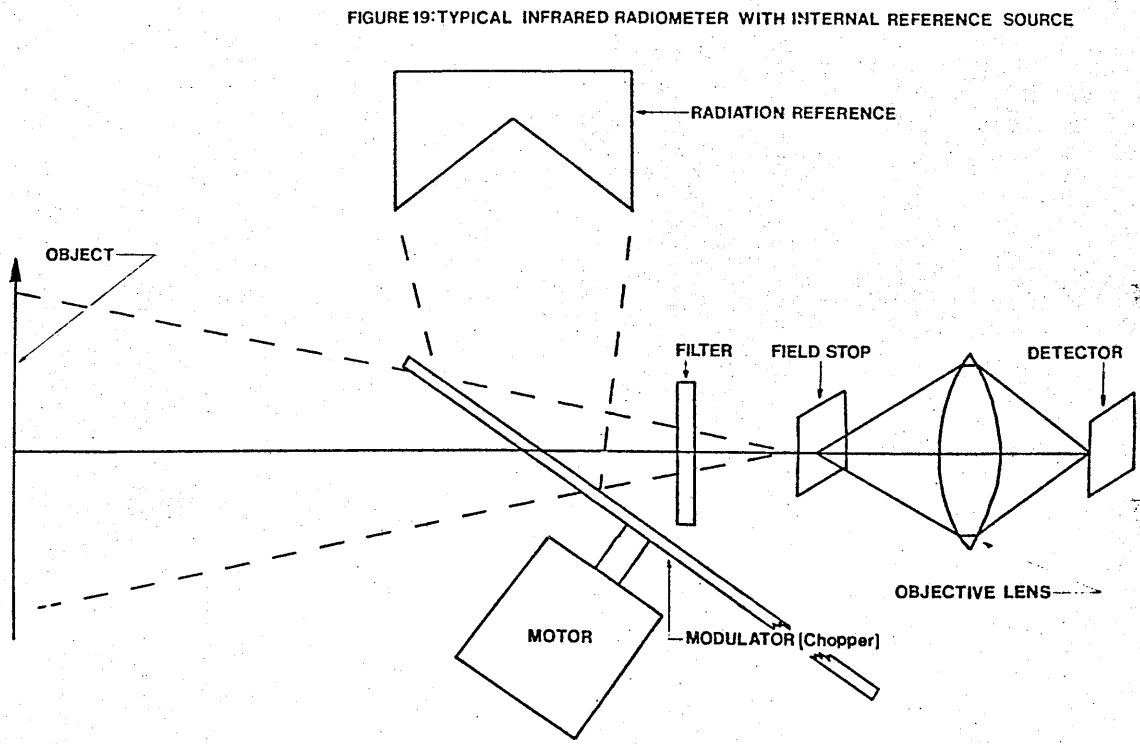 FIGURE 19: TYPICAL INFRARED RADIOMETER WITH INTERNAL REFERENCE SOURCE
RADIATION REFERENCE
OBJECT
FILTER
FIELD STOP
DETECTOR
OBJECTIVE LENS
MOTOR
MODULATOR [Chopper]